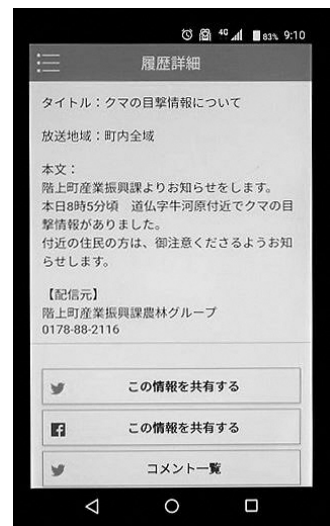 4G 83% 9:10
履歴詳細
タイトル：クマの目撃情報について
放送地域：町内全域
本文：
階上町産業振興課よりお知らせをします。
本日8時5分頃　道仏字牛河原付近でクマの目
撃情報がありました。
付近の住民の方は、御注意くださるようお知
らせします。
【配信元】
階上町産業振興課農林グループ
0178-88-2116
この情報を共有する
この情報を共有する
コメント一覧